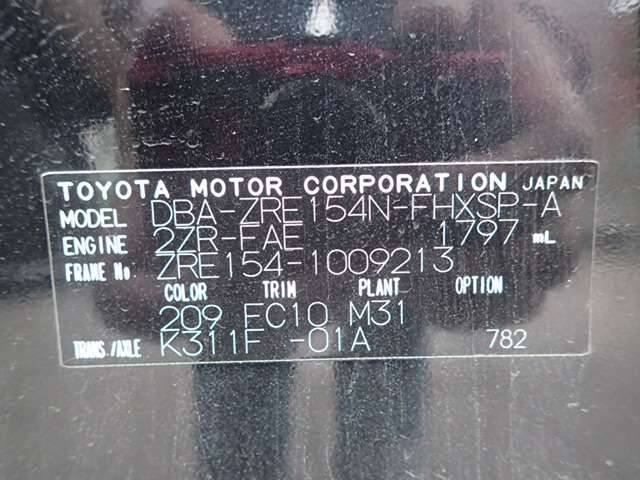 TOYOTA MOTOR CORPORATION JAPAN
MODEL DBA-ZRE154N-FHXSP-A
ENGINE 2ZR-FAE 1797 mL
FRAME No. ZRE154-1009213
COLOR TRIM PLANT OPTION
209 FC10 M31
TRANS./AXLE K311F -01A 782